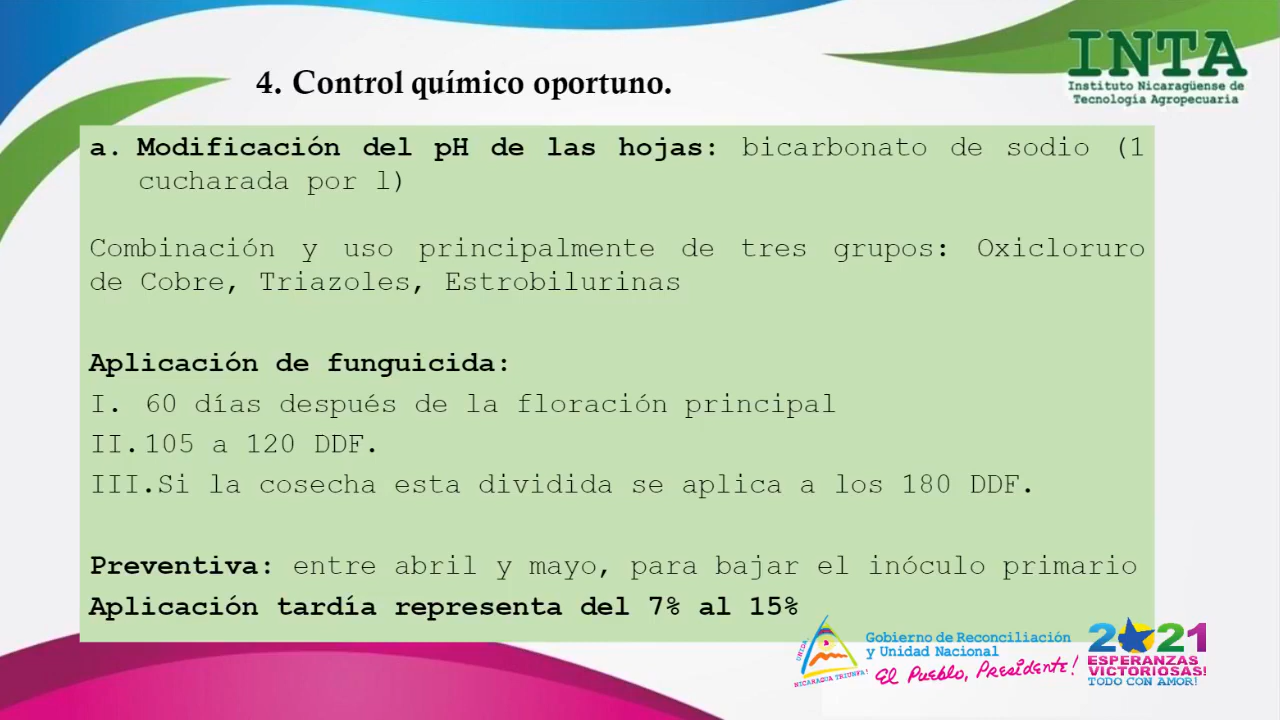 INTA
Instituto Nicaragüense de
Tecnología Agropecuaria
4. Control químico oportuno.
a. Modificación del pH de las hojas: bicarbonato de sodio (1
cucharada por l)
Combinación y uso principalmente de tres grupos: Oxicloruro
de Cobre, Triazoles, Estrobilurinas
Aplicación de funguicida:
I. 60 días después de la floración principal
II.105 a 120 DDF.
III.Si la cosecha esta dividida se aplica a los 180 DDF.
Preventiva: entre abril y mayo, para bajar el inóculo primario
Aplicación tardía representa del 7% al 15%
UNIDA,
NICARAGUA TRIUNFA!
Gobierno de Reconciliación
y Unidad Nacional
El Pueblo, Presidente!
2021
ESPERANZAS
VICTORIOSAS!
TODO CON AMOR!